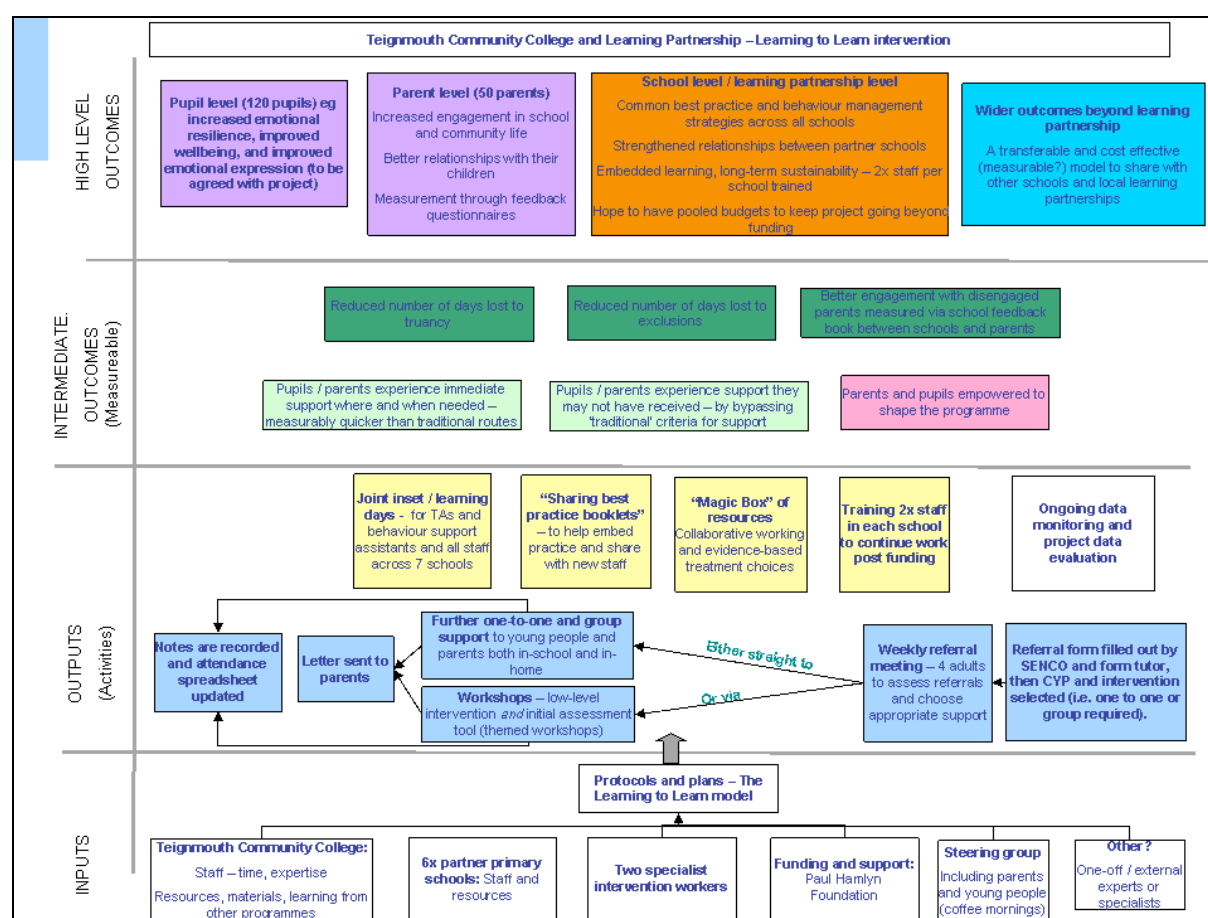 Teignmouth Community College and Learning Partnership – Learning to Learn intervention
HIGH LEVEL
OUTCOMES
Pupil level (120 pupils) eg
increased emotional
resilience, improved
wellbeing, and improved
emotional expression (to be
agreed with project)
Parent level (50 parents)
Increased engagement in school
and community life
Better relationships with their
children
Measurement through feedback
questionnaires
School level / learning partnership level
Common best practice and behaviour management
strategies across all schools
Strengthened relationships between partner schools
Embedded learning, long-term sustainability – 2x staff per
school trained
Hope to have pooled budgets to keep project going beyond
funding
Wider outcomes beyond learning
partnership
A transferable and cost effective
(measurable?) model to share with
other schools and local learning
partnerships
INTERMEDIATE.
OUTCOMES
(Measureable)
Reduced number of days lost to
truancy
Reduced number of days lost to
exclusions
Better engagement with disengaged
parents measured via school feedback
book between schools and parents
Pupils / parents experience immediate
support where and when needed –
measurably quicker than traditional routes
Pupils / parents experience support they
may not have received – by bypassing
'traditional' criteria for support
Parents and pupils empowered to
shape the programme
OUTPUTS
(Activities)
Joint inset / learning
days - for TAs and
behaviour support
assistants and all staff
across 7 schools
“Sharing best
practice booklets”
– to help embed
practice and share
with new staff
“Magic Box” of
resources
Collaborative working
and evidence-based
treatment choices
Training 2x staff
in each school
to continue work
post funding
Ongoing data
monitoring and
project data
evaluation
Notes are recorded
and attendance
spreadsheet
updated
Letter sent to
parents
Further one-to-one and group
support to young people and
parents both in-school and in-
home
Workshops – low-level
intervention and initial assessment
tool (themed workshops)
Either straight to
Or via
Weekly referral
meeting – 4 adults
to assess referrals
and choose
appropriate support
Referral form filled out by
SENCO and form tutor,
then CYP and intervention
selected (i.e. one to one or
group required).
Protocols and plans – The
Learning to Learn model
INPUTS
Teignmouth Community College:
Staff – time, expertise
Resources, materials, learning from
other programmes
6x partner primary
schools: Staff and
resources
Two specialist
intervention workers
Funding and support:
Paul Hamlyn
Foundation
Steering group
Including parents
and young people
(coffee mornings)
Other?
One-off / external
experts or
specialists